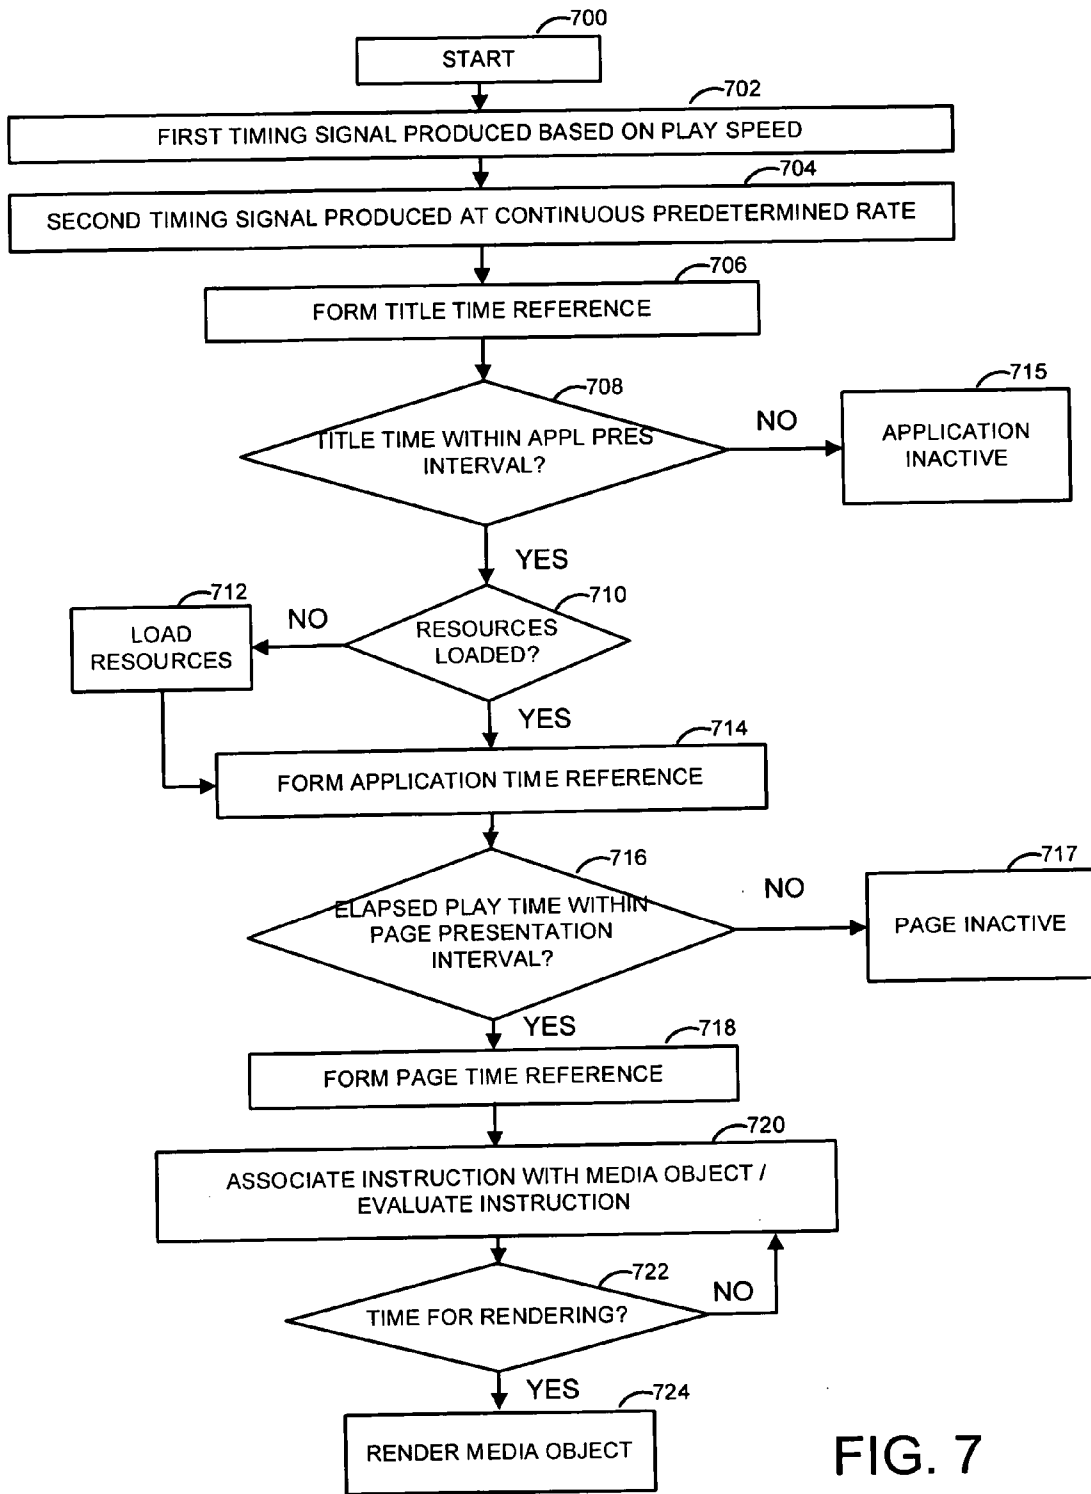 700
START
702
FIRST TIMING SIGNAL PRODUCED BASED ON PLAY SPEED
704
SECOND TIMING SIGNAL PRODUCED AT CONTINUOUS PREDETERMINED RATE
706
FORM TITLE TIME REFERENCE
708
TITLE TIME WITHIN APPL PRES
INTERVAL?
NO
715
APPLICATION
INACTIVE
YES
710
RESOURCES
LOADED?
NO
712
LOAD
RESOURCES
YES
714
FORM APPLICATION TIME REFERENCE
716
ELAPSED PLAY TIME WITHIN
PAGE PRESENTATION
INTERVAL?
NO
717
PAGE INACTIVE
YES
718
FORM PAGE TIME REFERENCE
720
ASSOCIATE INSTRUCTION WITH MEDIA OBJECT /
EVALUATE INSTRUCTION
722
TIME FOR RENDERING?
NO
YES
724
RENDER MEDIA OBJECT
FIG. 7